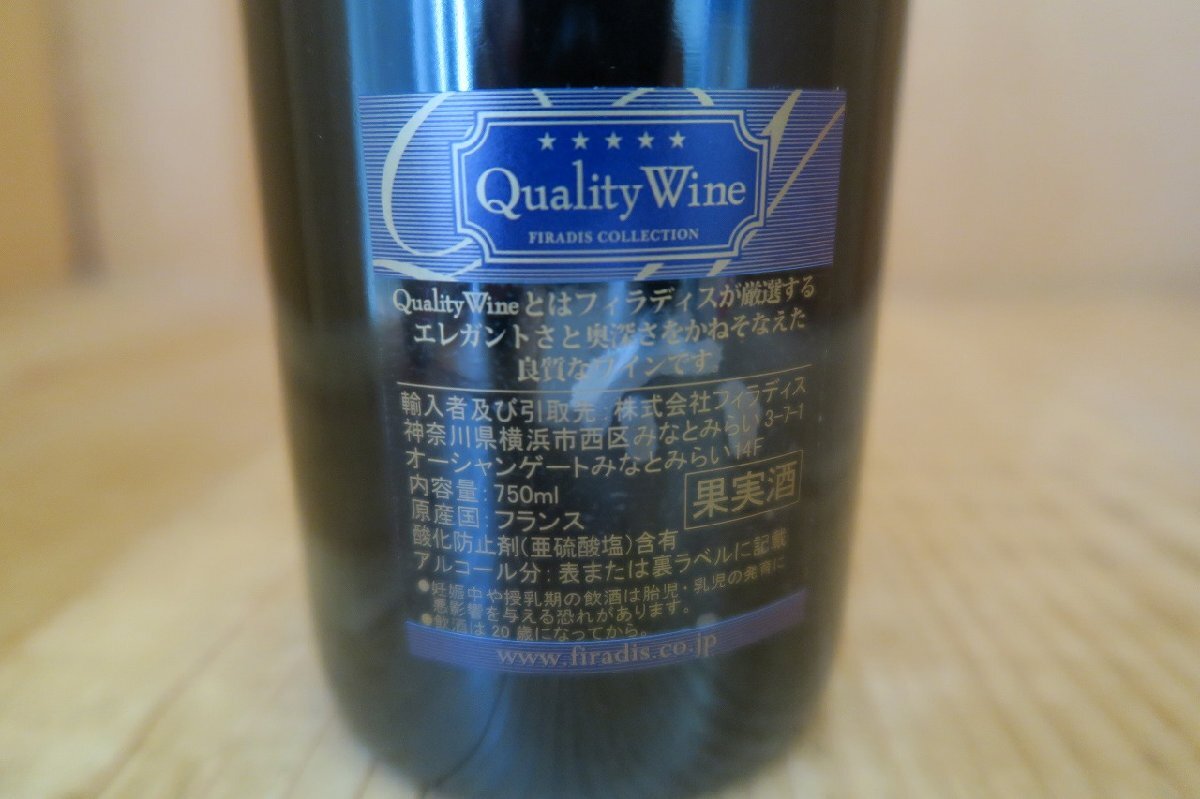 ★★★★★
Quality Wine
FIRADIS COLLECTION
Quality Wineとはフィラディスが厳選する
エレガントさと奥深さをかねそなえた
良質なワインです
輸入者及び引取先:株式会社フィラディス
神奈川県横浜市西区みなとみらい3-7-1
オーシャンゲートみなとみらい14F
内容量:750ml
果実酒
原産国:フランス
酸化防止剤(亜硫酸塩)含有
アルコール分:表または裏ラベルに記載
●妊娠中や授乳期の飲酒は胎児・乳児の発育に
悪影響を与える恐れがあります。
●飲酒は20歳になってから。
www.firadis.co.jp